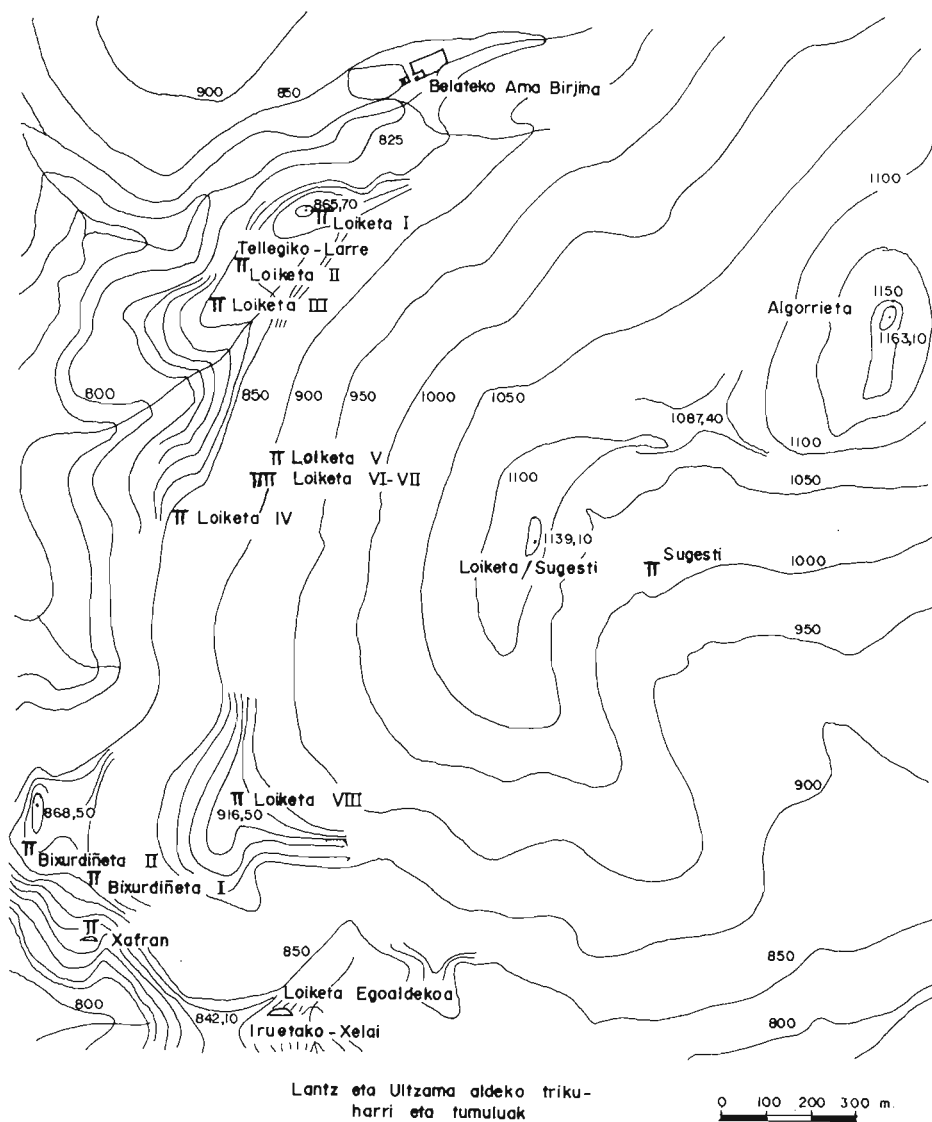 900
850
Belateko Ama Birjina
825
1100
865,70
Loiketa I
Tellegiko-Larre
Loiketa II
Loiketa III
1150
Algorrieta
1163,10
800
850
900
950
1000
1050
1087,40
1100
Loiketa V
Loiketa VI-VII
1100
1050
Loiketa IV
1139,10
Sugesti
Loiketa/Sugesti
1000
950
Loiketa VIII
900
868,50
916,50
Bixurdiñeta II
Bixurdiñeta I
Xafran
850
850
Loiketa Egoaldekoa
800
842,10
800
Iruetako-Xelai
Lantz eta Ultzama aldeko triku-
harri eta tumuluak
0 100 200 300 m.